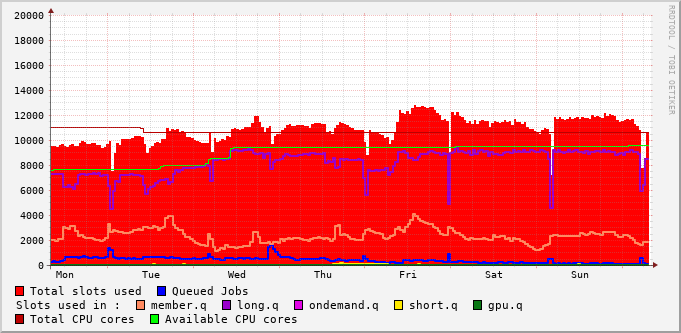 20000
18000
16000
14000
12000
10000
8000
6000
4000
2000
0
Mon Tue Wed Thu Fri Sat Sun
RRDTOOL / TOBI OETIKER
Total slots used Queued Jobs
Slots used in : member.q long.q ondemand.q short.q gpu.q
Total CPU cores Available CPU cores